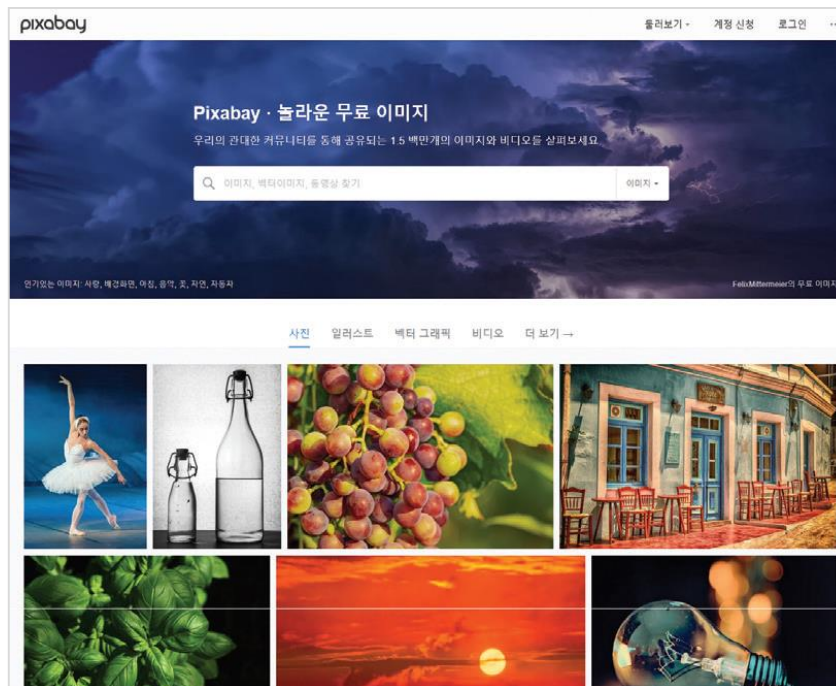 pixabay
둘러보기 계정 신청 로그인 ...
Pixabay · 놀라운 무료 이미지
우리의 관대한 커뮤니티를 통해 공유되는 1.5 백만개의 이미지와 비디오를 살펴보세요
이미지, 벡터이미지, 동영상 찾기
이미지
인기있는 이미지: 사랑, 배경화면, 아침, 음악, 꽃, 자연, 자동차
FelixMittermeier의 무료 이미지
사진 일러스트 벡터 그래픽 비디오 더 보기 →